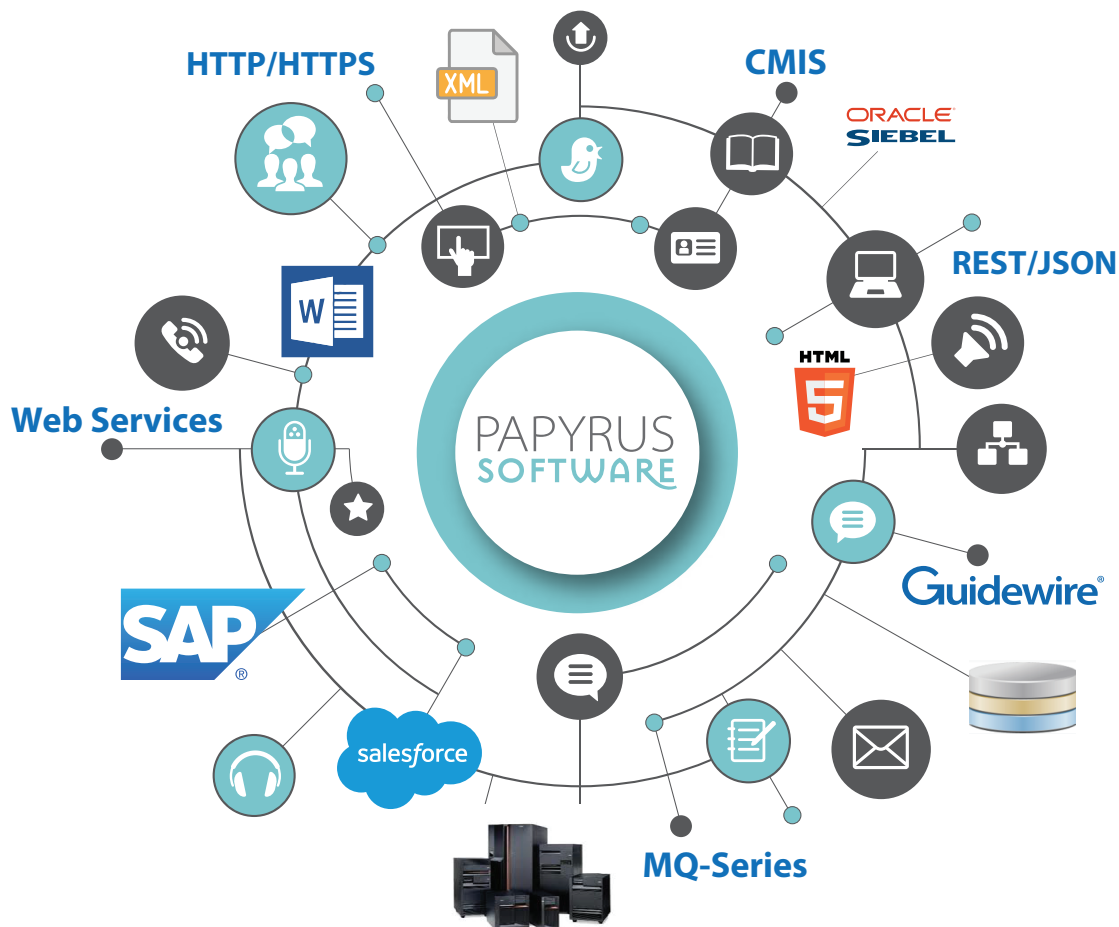 HTTP/HTTPS
XML
CMIS
ORACLE®
SIEBEL
REST/JSON
W
HTML
5
Web Services
PAPYRUS
SOFTWARE
Guidewire®
SAP®
salesforce
MQ-Series